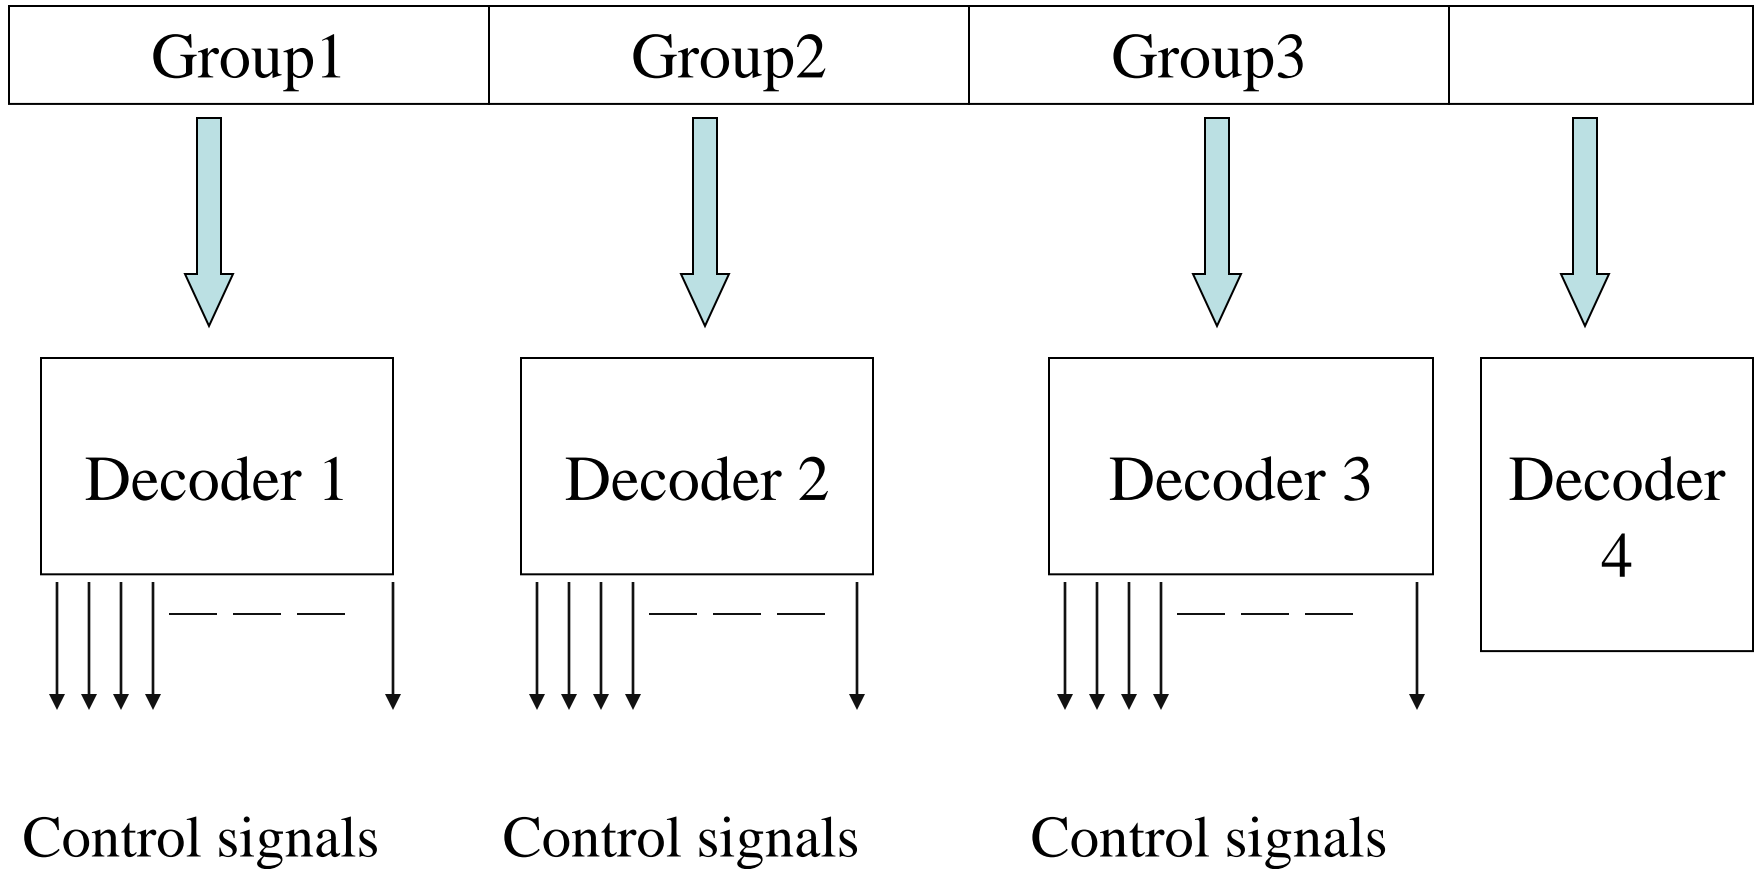 Group1
Group2
Group3
Decoder 1
Decoder 2
Decoder 3
Decoder
4
Control signals
Control signals
Control signals